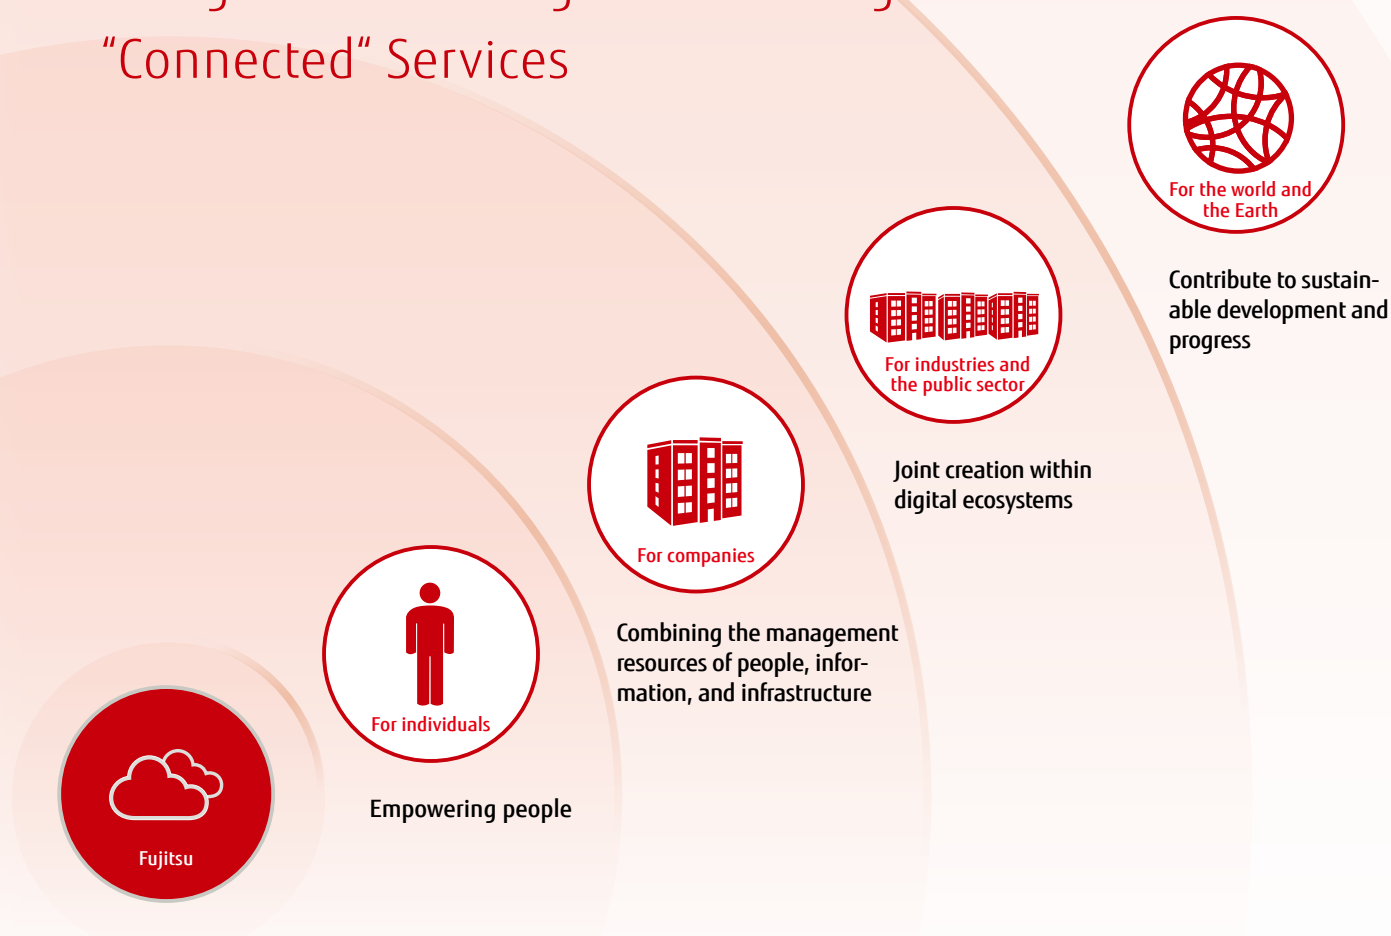 “Connected“ Services
For the world and
the Earth
Contribute to sustain-
able development and
progress
For industries and
the public sector
Joint creation within
digital ecosystems
For companies
Combining the management
resources of people, infor-
mation, and infrastructure
For individuals
Empowering people
Fujitsu